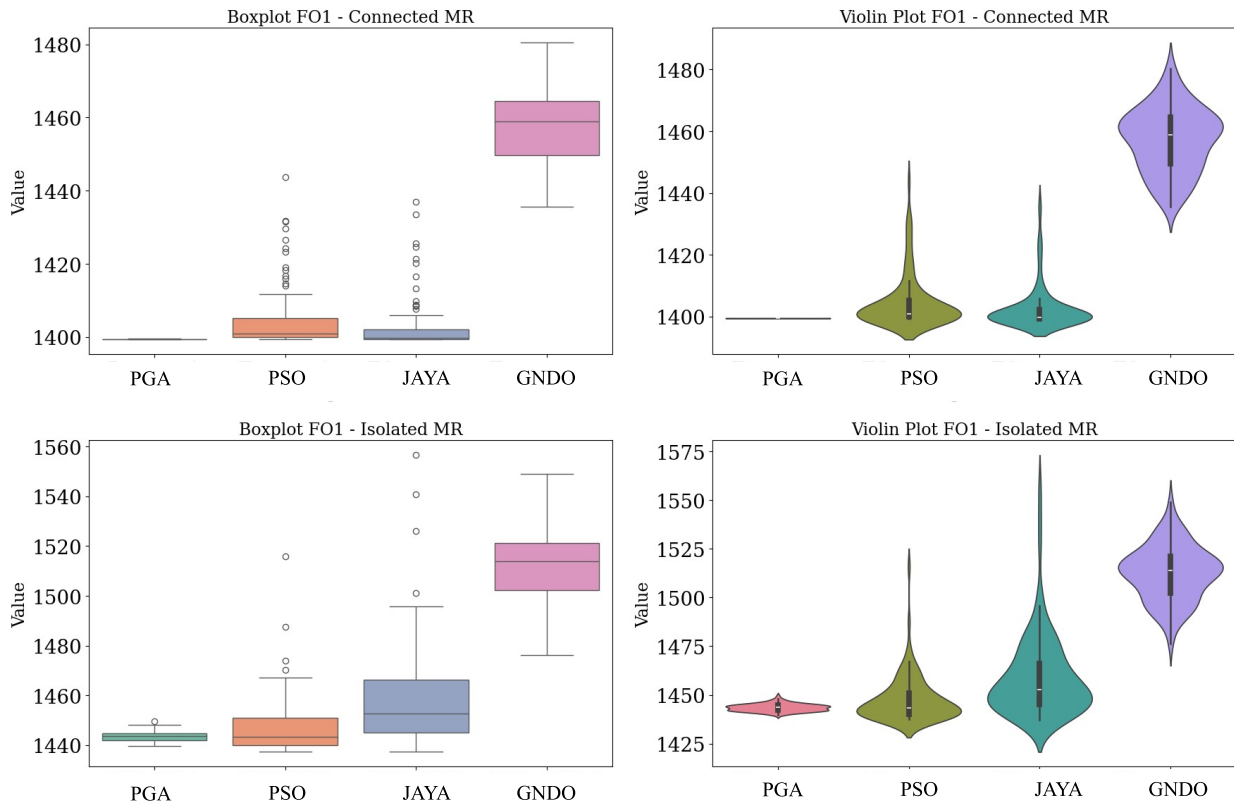 Boxplot FO1 - Connected MR
Value
1480
1460
1440
1420
1400
PGA PSO JAYA GNDO
Violin Plot FO1 - Connected MR
Value
1480
1460
1440
1420
1400
PGA PSO JAYA GNDO
Boxplot FO1 - Isolated MR
Value
1560
1540
1520
1500
1480
1460
1440
PGA PSO JAYA GNDO
Violin Plot FO1 - Isolated MR
Value
1575
1550
1525
1500
1475
1450
1425
PGA PSO JAYA GNDO